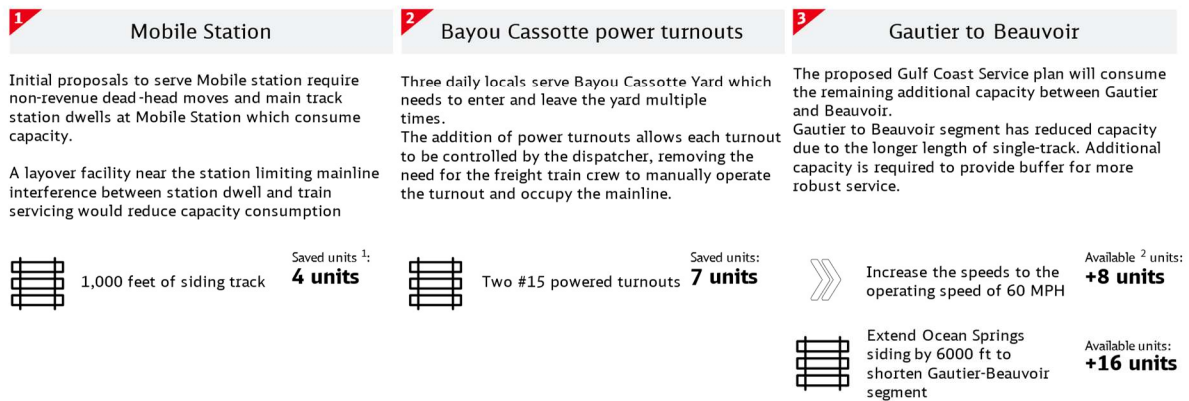 1
Mobile Station
Initial proposals to serve Mobile station require
non-revenue dead-head moves and main track
station dwells at Mobile Station which consume
capacity.
A layover facility near the station limiting mainline
interference between station dwell and train
servicing would reduce capacity consumption
1,000 feet of siding track
Saved units 1:
4 units
2
Bayou Cassotte power turnouts
Three daily locals serve Bayou Cassotte Yard which
needs to enter and leave the yard multiple
times.
The addition of power turnouts allows each turnout
to be controlled by the dispatcher, removing the
need for the freight train crew to manually operate
the turnout and occupy the mainline.
Two #15 powered turnouts
Saved units:
7 units
3
Gautier to Beauvoir
The proposed Gulf Coast Service plan will consume
the remaining additional capacity between Gautier
and Beauvoir.
Gautier to Beauvoir segment has reduced capacity
due to the longer length of single-track. Additional
capacity is required to provide buffer for more
robust service.
Increase the speeds to the
operating speed of 60 MPH
Available 2 units:
+8 units
Extend Ocean Springs
siding by 6000 ft to
shorten Gautier-Beauvoir
segment
Available units:
+16 units